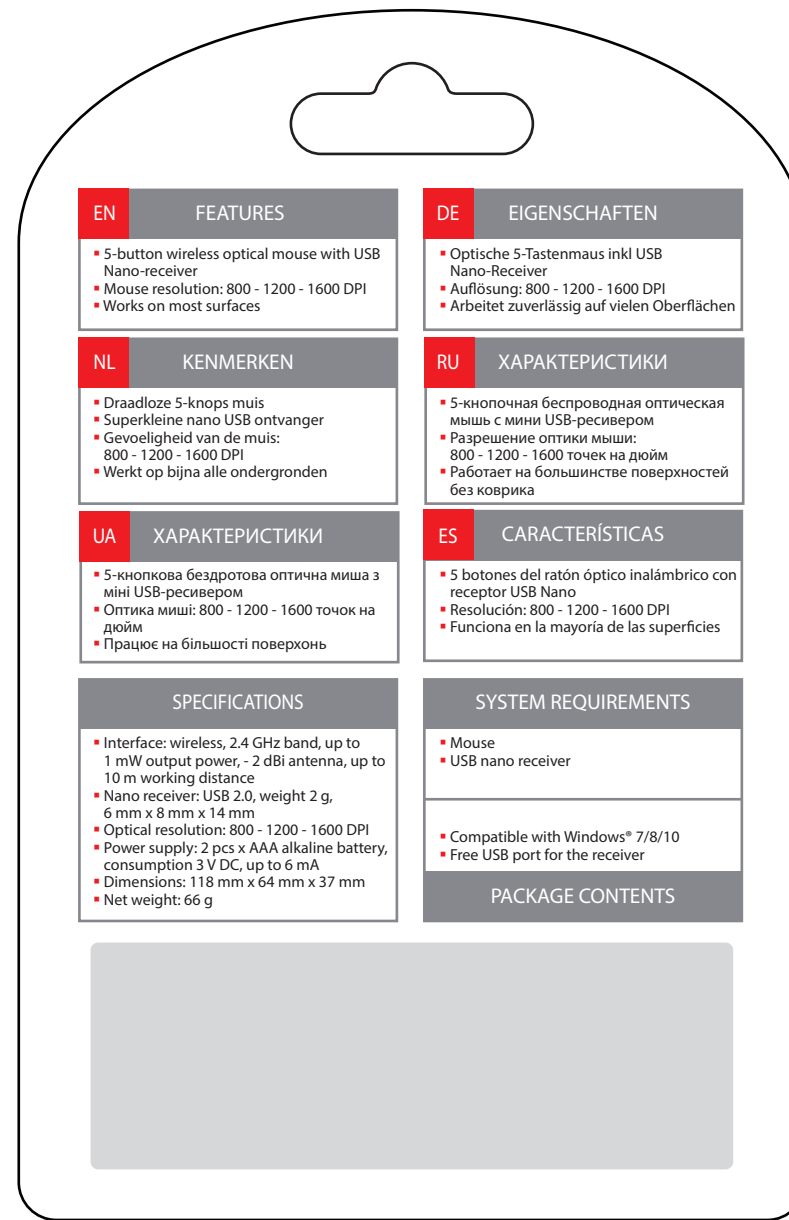 EN FEATURES
▪ 5-button wireless optical mouse with USB
Nano-receiver
▪ Mouse resolution: 800 - 1200 - 1600 DPI
▪ Works on most surfaces
DE EIGENSCHAFTEN
▪ Optische 5-Tastenmaus inkl USB
Nano-Receiver
▪ Auflösung: 800 - 1200 - 1600 DPI
▪ Arbeitet zuverlässig auf vielen Oberflächen
NL KENMERKEN
▪ Draadloze 5-knops muis
▪ Superkleine nano USB ontvanger
▪ Gevoeligheid van de muis:
800 - 1200 - 1600 DPI
▪ Werkt op bijna alle ondergronden
RU ХАРАКТЕРИСТИКИ
▪ 5-кнопочная беспроводная оптическая
мышь с мини USB-ресивером
▪ Разрешение оптики мыши:
800 - 1200 - 1600 точек на дюйм
▪ Работает на большинстве поверхностей
без коврика
UA ХАРАКТЕРИСТИКИ
▪ 5-кнопкова бездротова оптична миша з
міні USB-ресивером
▪ Оптика миші: 800 - 1200 - 1600 точок на
дюйм
▪ Працює на більшості поверхонь
ES CARACTERÍSTICAS
▪ 5 botones del ratón óptico inalámbrico con
receptor USB Nano
▪ Resolución: 800 - 1200 - 1600 DPI
▪ Funciona en la mayoría de las superficies
SPECIFICATIONS
▪ Interface: wireless, 2.4 GHz band, up to
1 mW output power, - 2 dBi antenna, up to
10 m working distance
▪ Nano receiver: USB 2.0, weight 2 g,
6 mm x 8 mm x 14 mm
▪ Optical resolution: 800 - 1200 - 1600 DPI
▪ Power supply: 2 pcs x AAA alkaline battery,
consumption 3 V DC, up to 6 mA
▪ Dimensions: 118 mm x 64 mm x 37 mm
▪ Net weight: 66 g
SYSTEM REQUIREMENTS
▪ Mouse
▪ USB nano receiver
▪ Compatible with Windows® 7/8/10
▪ Free USB port for the receiver
PACKAGE CONTENTS